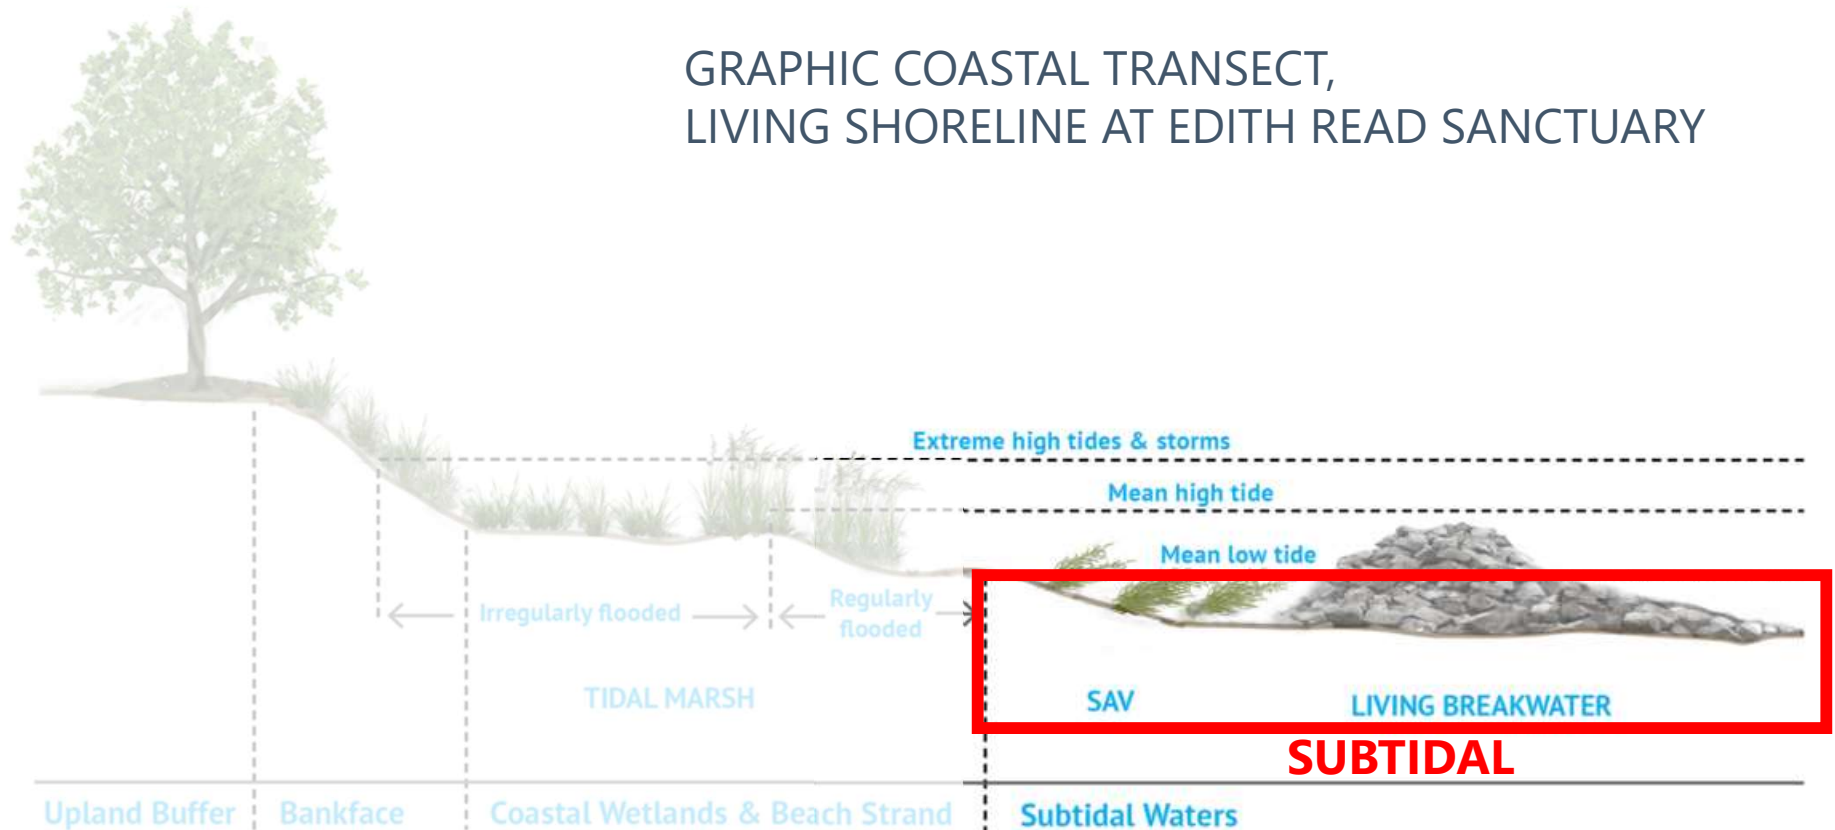 GRAPHIC COASTAL TRANSECT,
LIVING SHORELINE AT EDITH READ SANCTUARY
Extreme high tides & storms
Mean high tide
Mean low tide
Irregularly flooded
Regularly
flooded
TIDAL MARSH
SAV
LIVING BREAKWATER
SUBTIDAL
Upland Buffer
Bankface
Coastal Wetlands & Beach Strand
Subtidal Waters